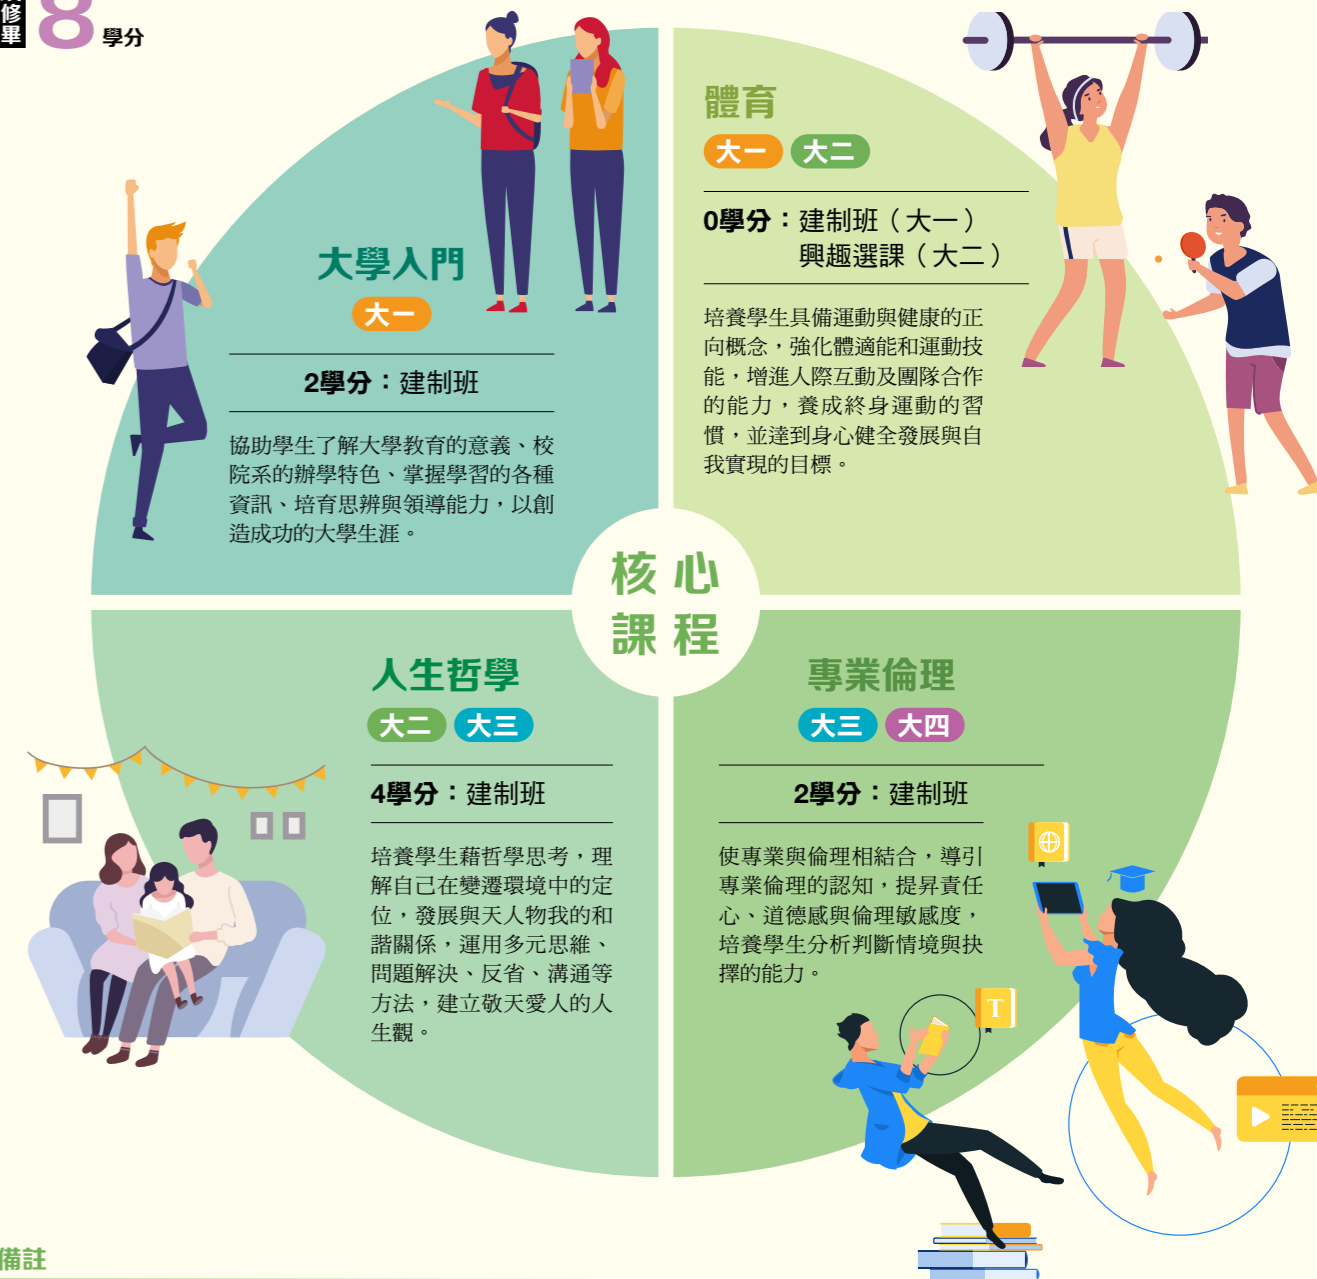 修畢 8 學分
大學入門
大一
2學分：建制班
協助學生了解大學教育的意義、校
院系的辦學特色、掌握學習的各種
資訊、培育思辨與領導能力，以創
造成功的大學生涯。
體育
大一 大二
0學分：建制班（大一）
興趣選課（大二）
培養學生具備運動與健康的正
向概念，強化體適能和運動技
能，增進人際互動及團隊合作
的能力，養成終身運動的習
慣，並達到身心健全發展與自
我實現的目標。
核心
課程
人生哲學
大二 大三
4學分：建制班
培養學生藉哲學思考，理
解自己在變遷環境中的定
位，發展與天人物我的和
諧關係，運用多元思維、
問題解決、反省、溝通等
方法，建立敬天愛人的人
生觀。
專業倫理
大三 大四
2學分：建制班
使專業與倫理相結合，導引
專業倫理的認知，提昇責任
心、道德感與倫理敏感度，
培養學生分析判斷情境與抉
擇的能力。
T
備註